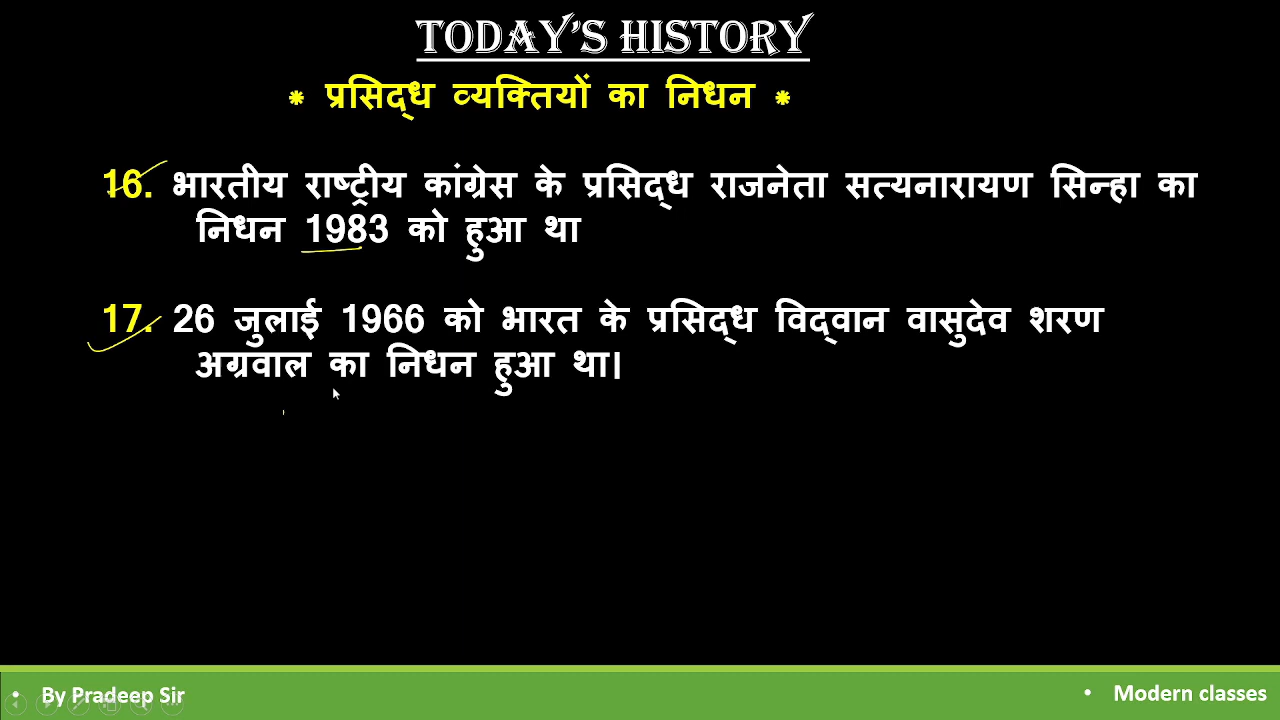 TODAY'S HISTORY
* प्रसिद्ध व्यक्तियों का निधन *
16. भारतीय राष्ट्रीय कांग्रेस के प्रसिद्ध राजनेता सत्यनारायण सिन्हा का
निधन 1983 को हुआ था
17. 26 जुलाई 1966 को भारत के प्रसिद्ध विद्वान वासुदेव शरण
अग्रवाल का निधन हुआ था।
• By Pradeep Sir
• Modern classes